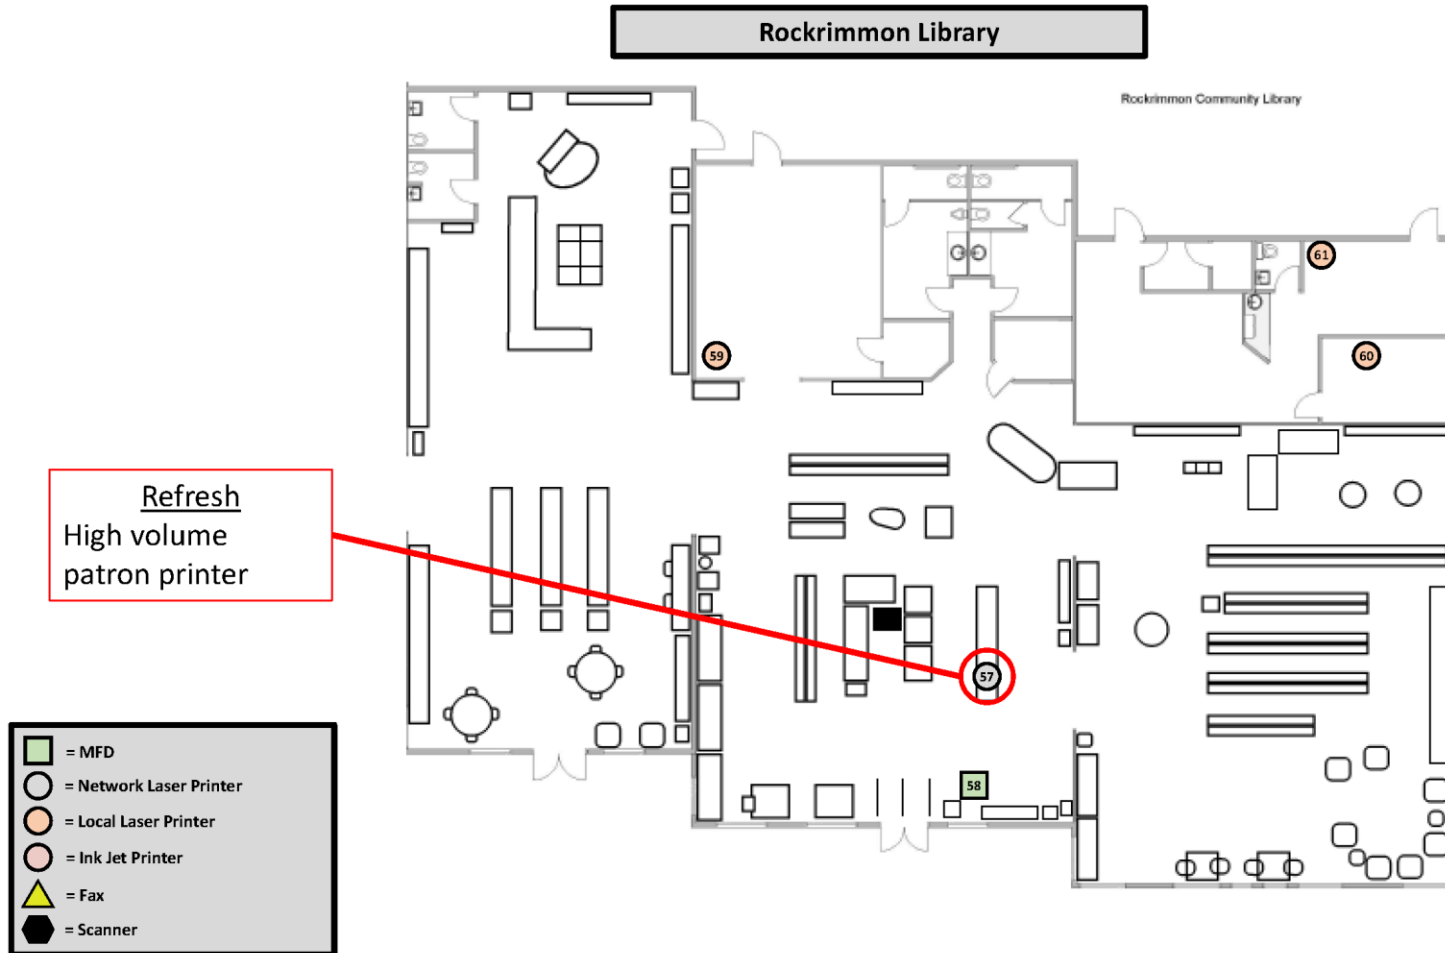 Rockrimmon Library
Rockrimmon Community Library
61
59
60
Refresh
High volume
patron printer
57
58
= MFD
= Network Laser Printer
= Local Laser Printer
= Ink Jet Printer
= Fax
= Scanner